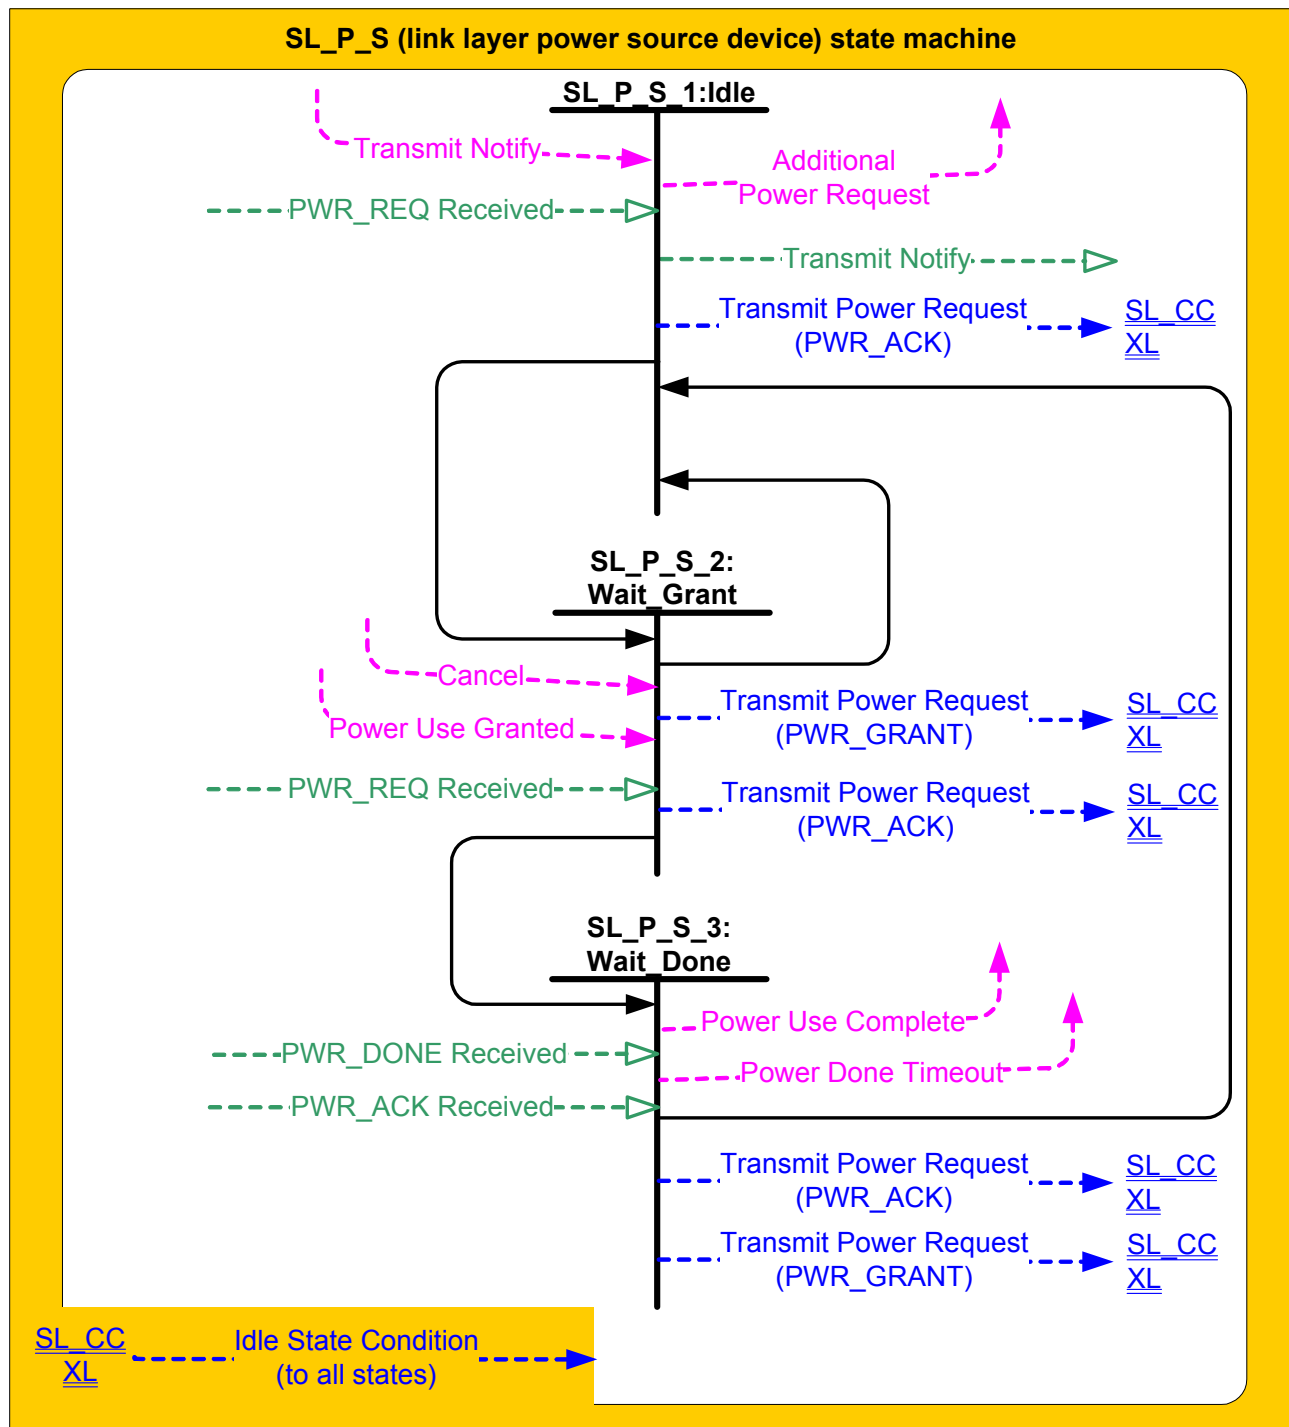 SL_P_S (link layer power source device) state machine
SL_P_S_1:Idle
Transmit Notify
Additional
Power Request
PWR_REQ Received
Transmit Notify
Transmit Power Request
(PWR_ACK)
SL_CC
XL
SL_P_S_2:
Wait_Grant
Cancel
Power Use Granted
Transmit Power Request
(PWR_GRANT)
SL_CC
XL
PWR_REQ Received
Transmit Power Request
(PWR_ACK)
SL_CC
XL
SL_P_S_3:
Wait_Done
Power Use Complete
PWR_DONE Received
Power Done Timeout
PWR_ACK Received
Transmit Power Request
(PWR_ACK)
SL_CC
XL
Transmit Power Request
(PWR_GRANT)
SL_CC
XL
SL_CC
XL
Idle State Condition
(to all states)